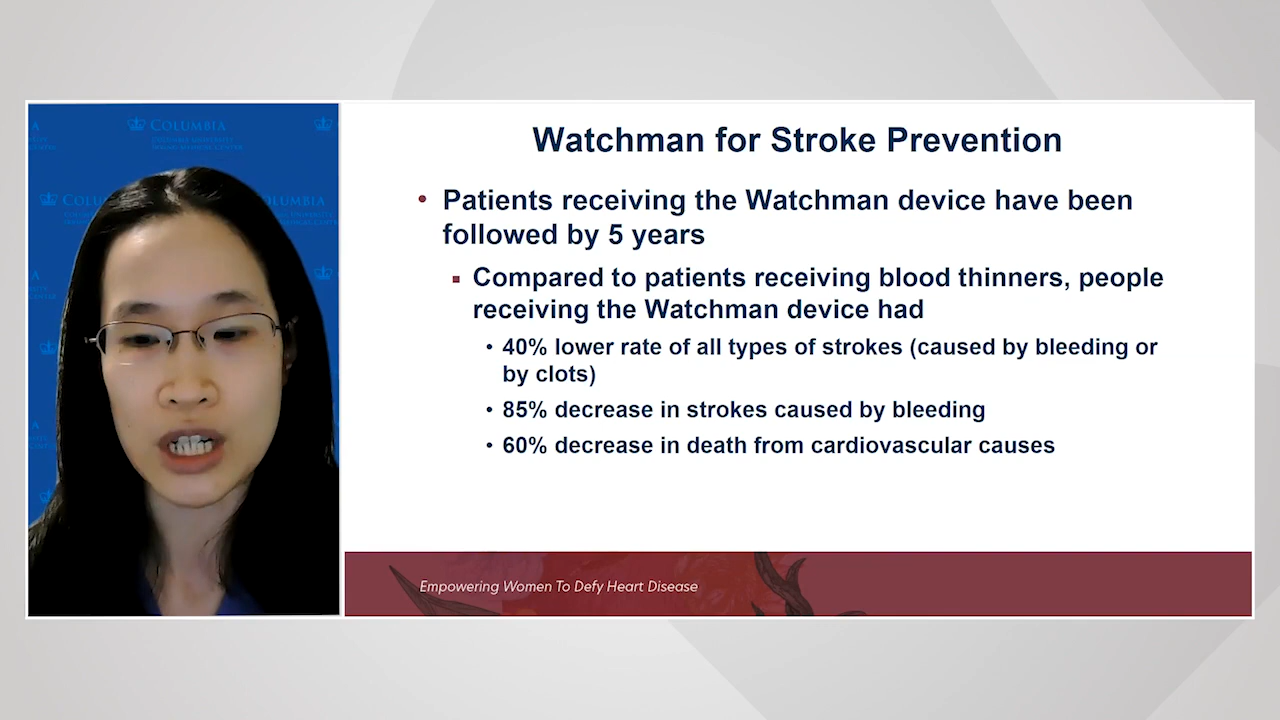 COLUMBIA
Watchman for Stroke Prevention
• Patients receiving the Watchman device have been
followed by 5 years
▪ Compared to patients receiving blood thinners, people
receiving the Watchman device had
• 40% lower rate of all types of strokes (caused by bleeding or
by clots)
• 85% decrease in strokes caused by bleeding
• 60% decrease in death from cardiovascular causes
Empowering Women To Defy Heart Disease